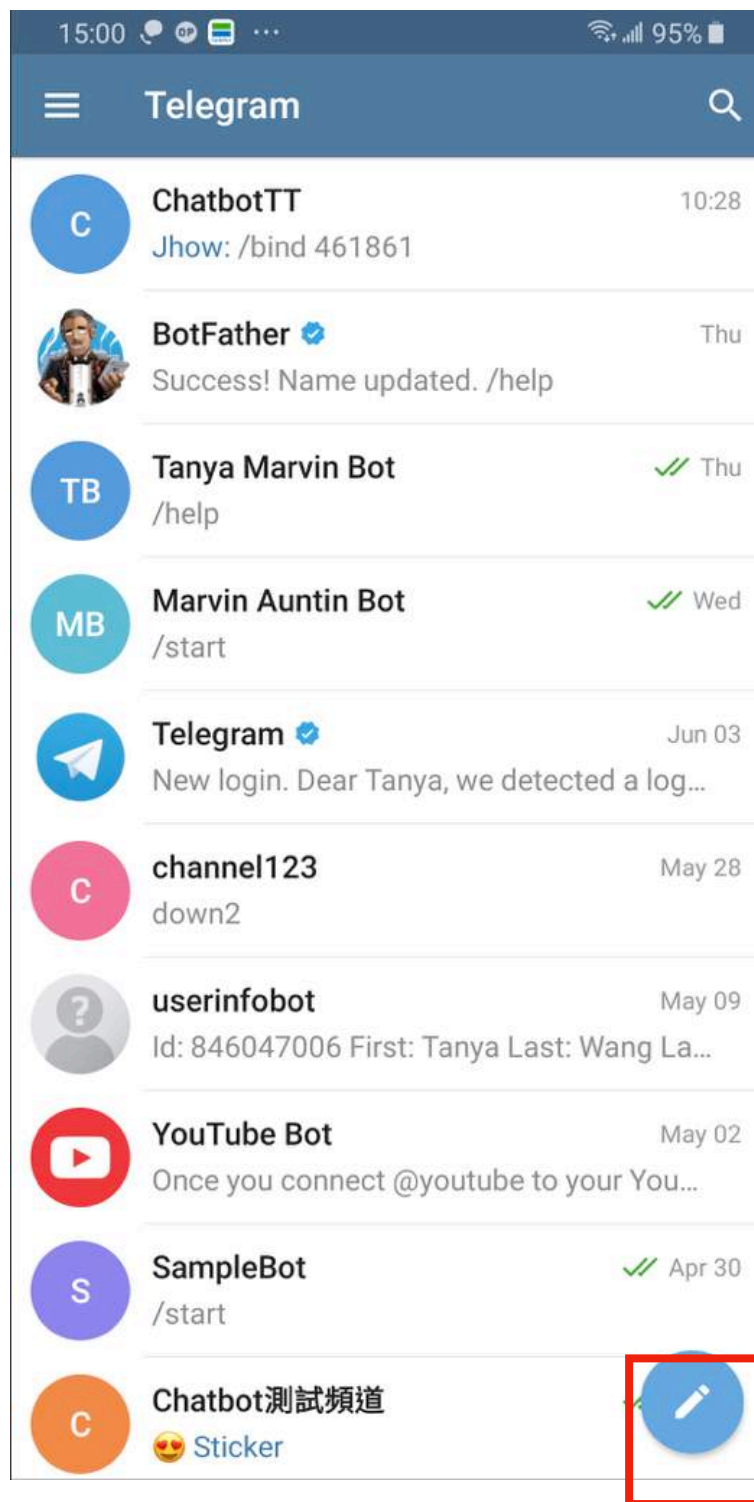 15:00 OP 95%
Telegram
C
ChatbotTT 10:28
Jhow: /bind 461861
BotFather Thu
Success! Name updated. /help
TB
Tanya Marvin Bot Thu
/help
MB
Marvin Auntin Bot Wed
/start
Telegram Jun 03
New login. Dear Tanya, we detected a log...
C
channel123 May 28
down2
?
userinfobot May 09
Id: 846047006 First: Tanya Last: Wang La...
YouTube Bot May 02
Once you connect @youtube to your You...
S
SampleBot Apr 30
/start
C
Chatbot測試頻道
😍 Sticker